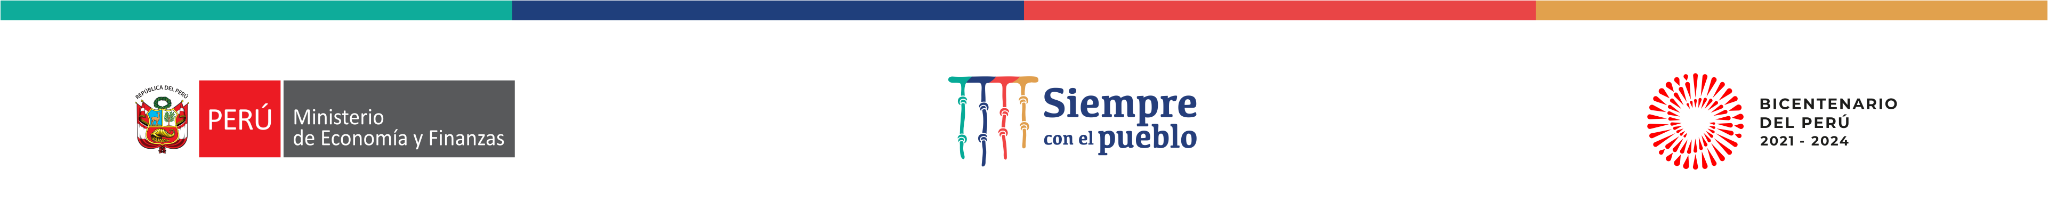 REPÚBLICA DEL PERÚ
PERÚ
Ministerio
de Economía y Finanzas
Siempre
con el pueblo
BICENTENARIO
DEL PERÚ
2021 - 2024